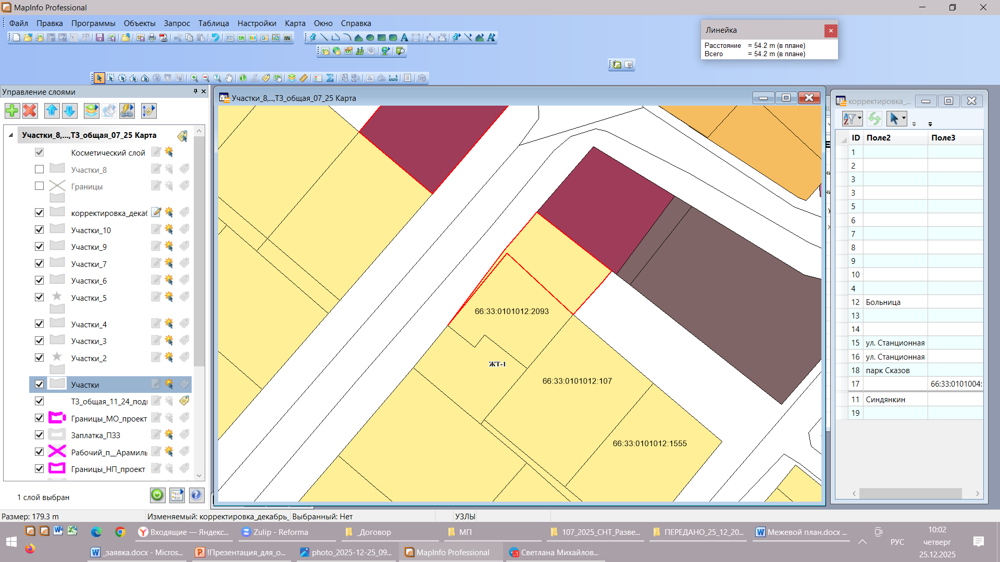 MapInfo Professional
Файл Правка Программы Объекты Запрос Таблица Настройки Карта Окно Справка
Линейка
Расстояние = 54.2 m (в плане)
Всего = 54.2 m (в плане)
Управление слоями
Участки_8,...,ТЗ_общая_07_25 Карта
Косметический слой
Участки_8
Границы
корректировка_декаб
Участки_10
Участки_9
Участки_7
Участки_6
Участки_5
Участки_4
Участки_3
Участки_2
Участки
ТЗ_общая_11_24_под
Границы_МО_проект
Заплатка_ПЗЗ
Рабочий_п__Арамиль
Границы_НП_проект
1 слой выбран
Участки_8,...,ТЗ_общая_07_25 Карта
66:33:0101012:2093
ЖТ-1
66:33:0101012:107
66:33:0101012:1555
корректировка_...
ID Поле2 Поле3
1
2
3
3
5
6
7
8
9
10
4
12 Больница
13
14
15 ул. Станционная
16 ул. Станционная
18 парк Сказов
17 66:33:0101004:
11 Синдянкин
19
Размер: 179.3 m
Изменяемый: корректировка_декабрь_
Выбранный: Нет
УЗЛЫ
Входящие — Яндекс...
Zulip - Reforma
_Договор
МП
107_2025_СНТ_Разве...
ПЕРЕДАНО_25_12_20...
Межевой план.docx ...
_заявка.docx - Micros...
!Презентация_для_о...
photo_2025-12-25_09...
MapInfo Professional
Светлана Михайлов...
РУС
10:02
четверг
25.12.2025